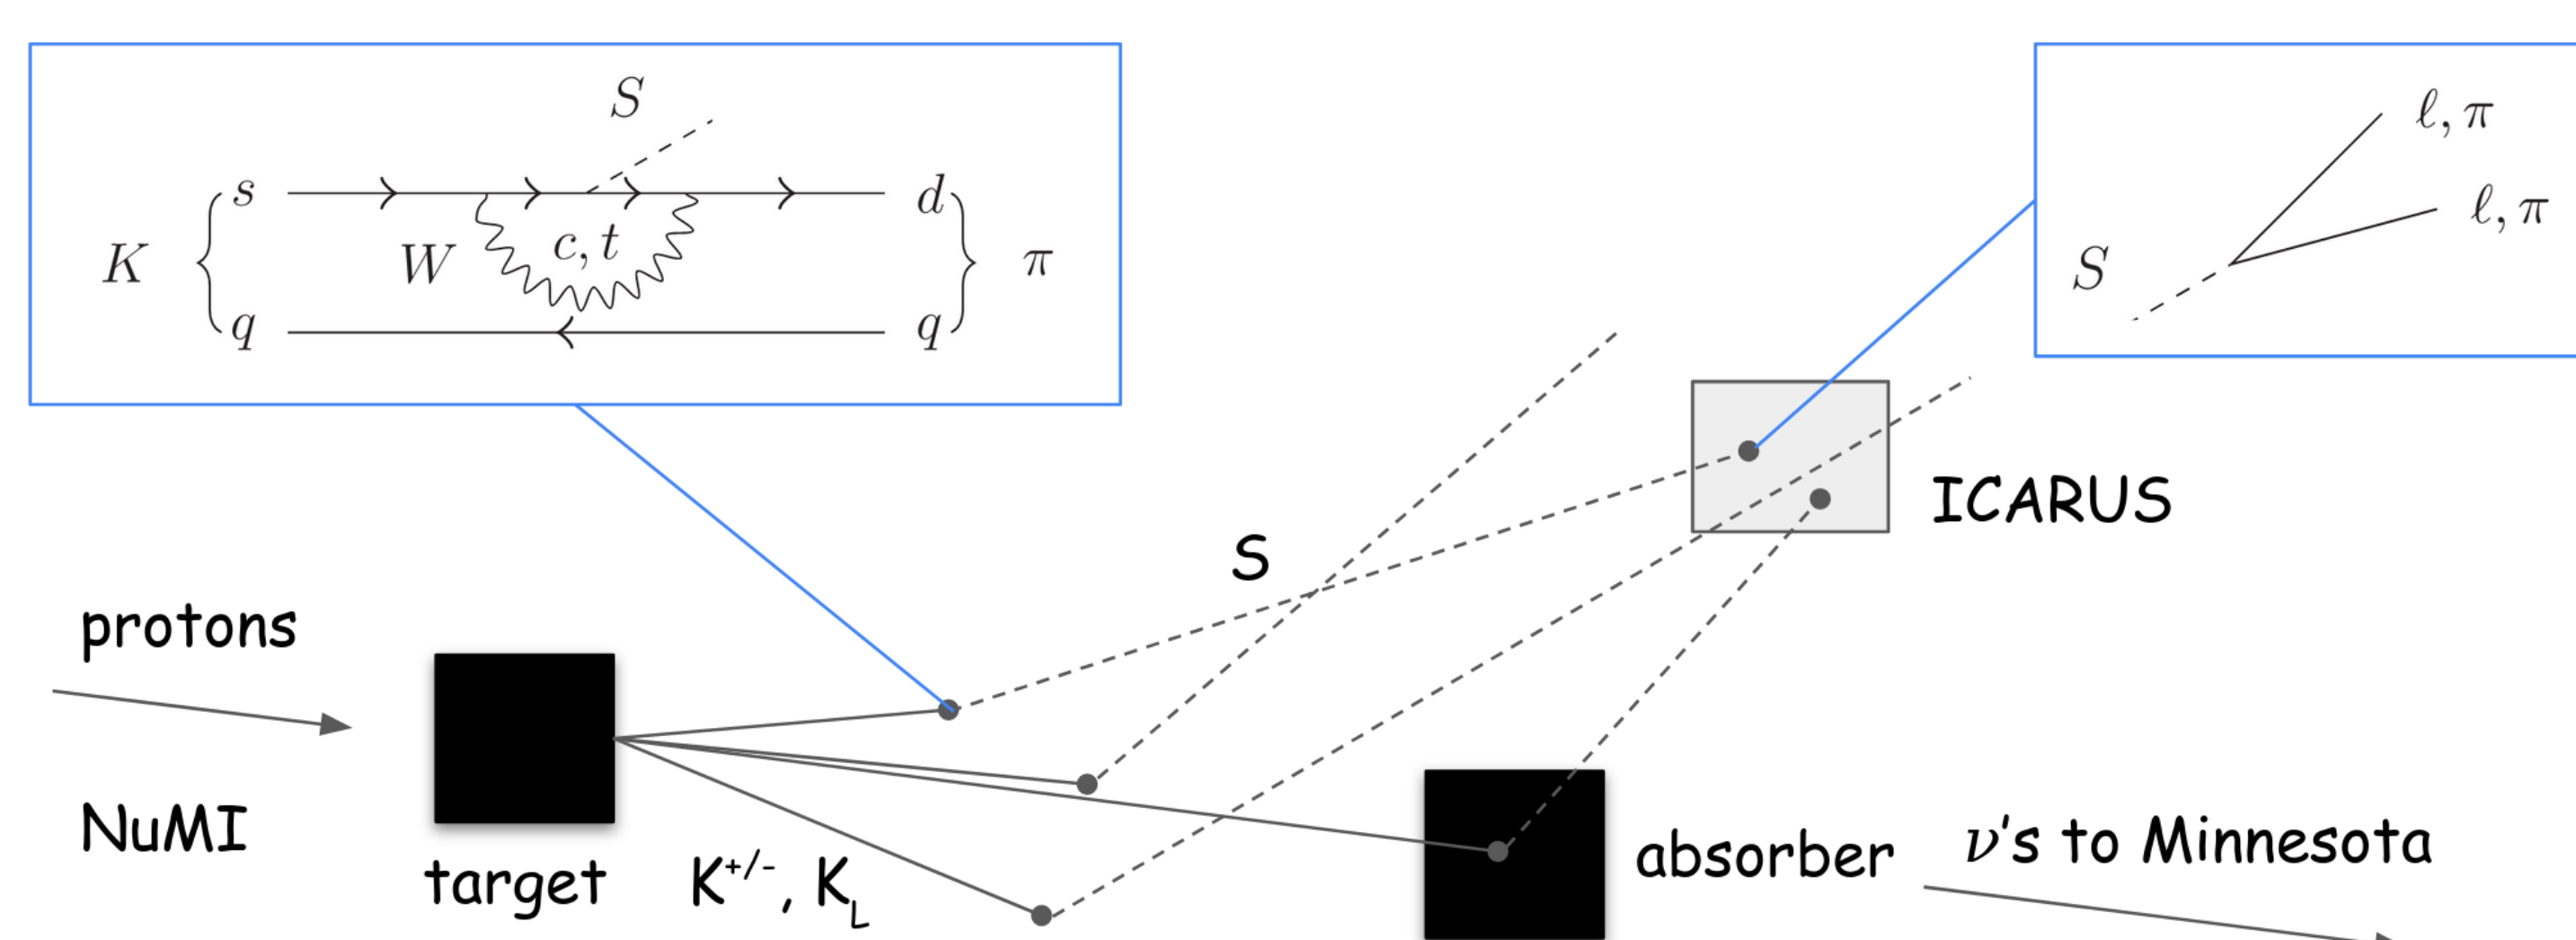 S
s
d
K
W
c, t
π
q
q
ℓ, π
ℓ, π
S
S
ICARUS
protons
NuMI
target
K+/-, KL
absorber
ν's to Minnesota